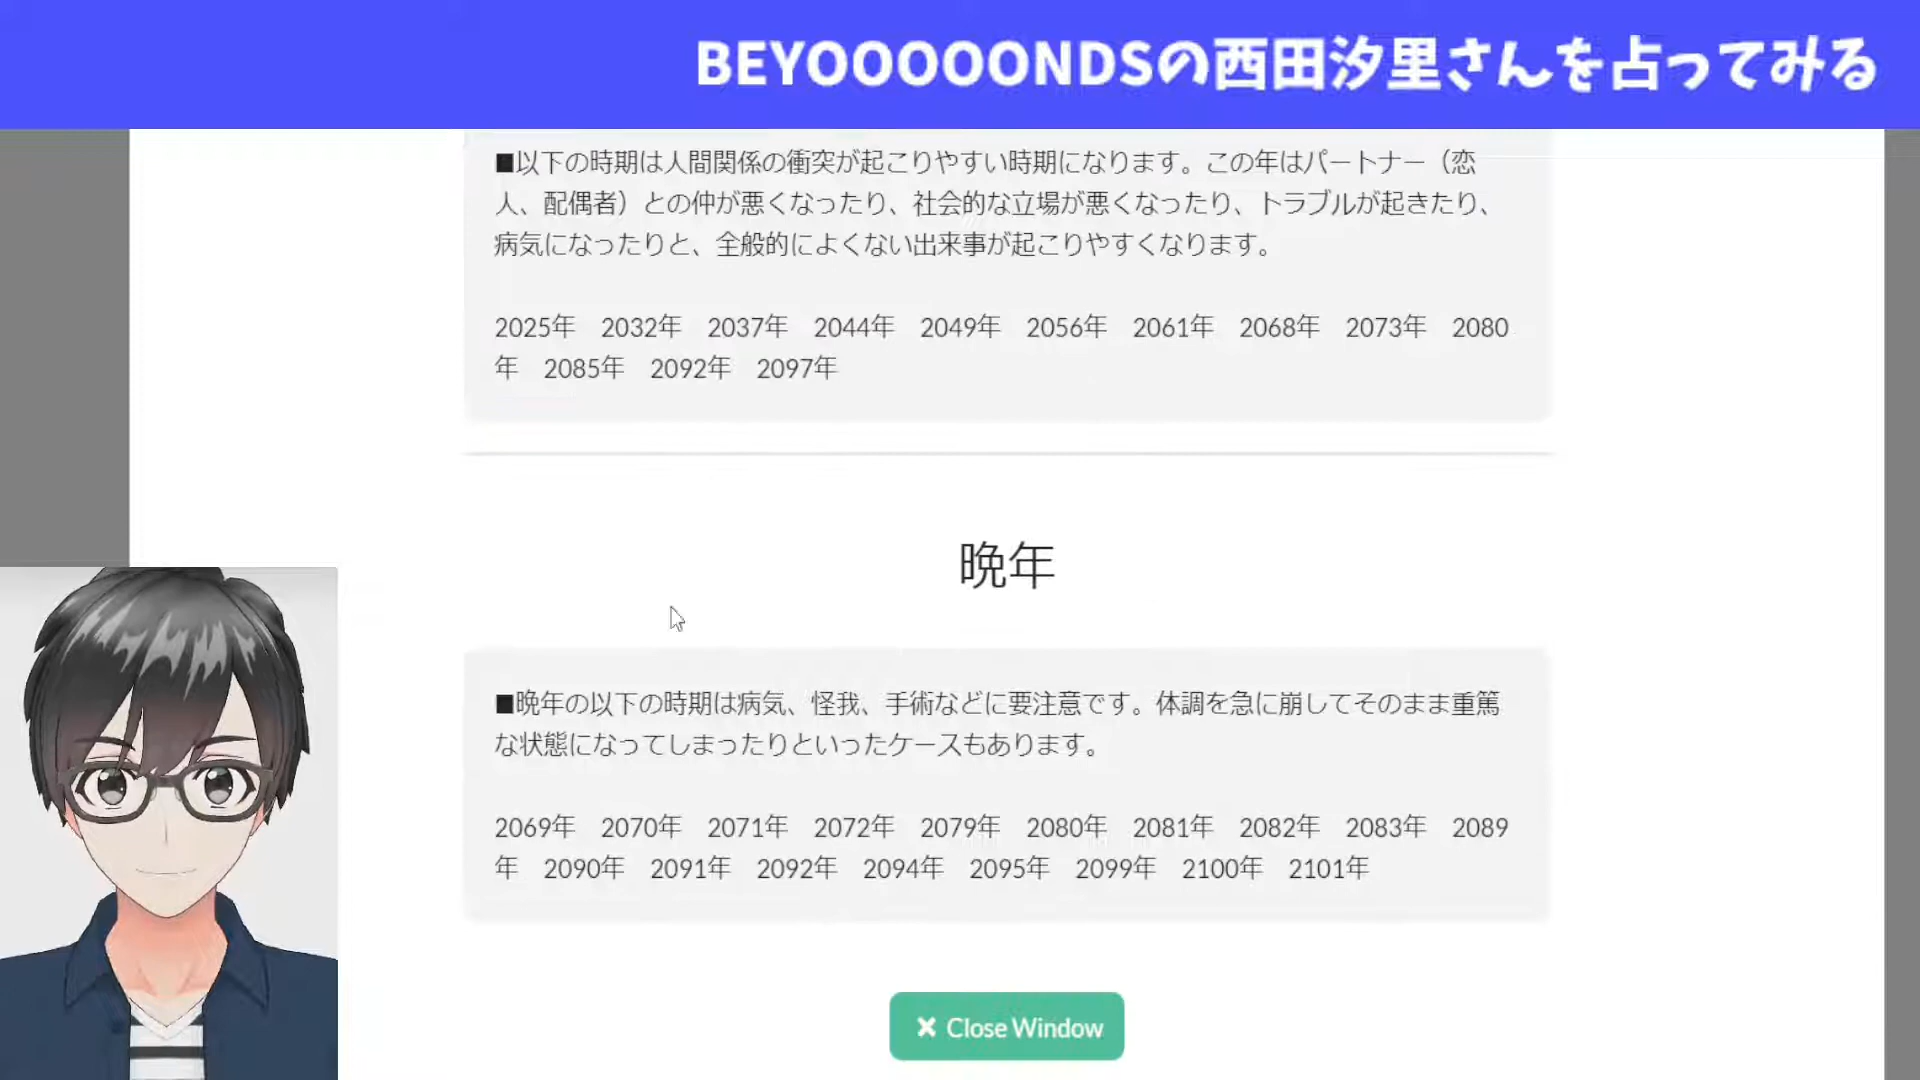 BEYOOOOONDSの西田汐里さんを占ってみる
■以下の時期は人間関係の衝突が起こりやすい時期になります。この年はパートナー（恋
人、配偶者）との仲が悪くなったり、社会的な立場が悪くなったり、トラブルが起きたり、
病気になったりと、全般的によくない出来事が起こりやすくなります。
2025年　2032年　2037年　2044年　2049年　2056年　2061年　2068年　2073年　2080
年　2085年　2092年　2097年
晩年
■晩年の以下の時期は病気、怪我、手術などに要注意です。体調を急に崩してそのまま重篤
な状態になってしまったりといったケースもあります。
2069年　2070年　2071年　2072年　2079年　2080年　2081年　2082年　2083年　2089
年　2090年　2091年　2092年　2094年　2095年　2099年　2100年　2101年
× Close Window